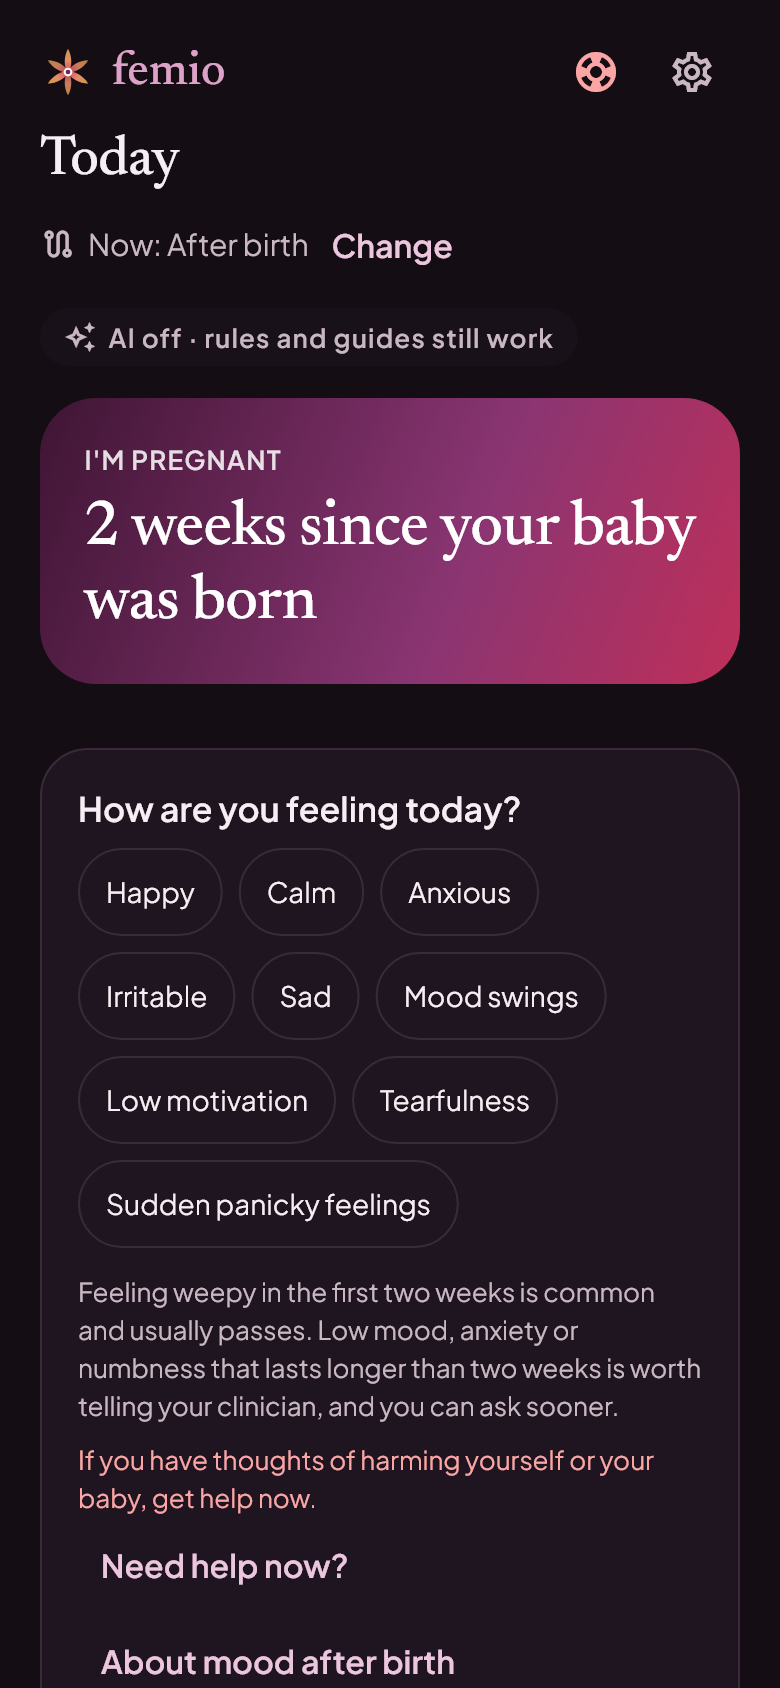 femio
Today
Now: After birth Change
AI off · rules and guides still work
I'M PREGNANT
2 weeks since your baby
was born
How are you feeling today?
Happy Calm Anxious
Irritable Sad Mood swings
Low motivation Tearfulness
Sudden panicky feelings
Feeling weepy in the first two weeks is common
and usually passes. Low mood, anxiety or
numbness that lasts longer than two weeks is worth
telling your clinician, and you can ask sooner.
If you have thoughts of harming yourself or your
baby, get help now.
Need help now?
About mood after birth